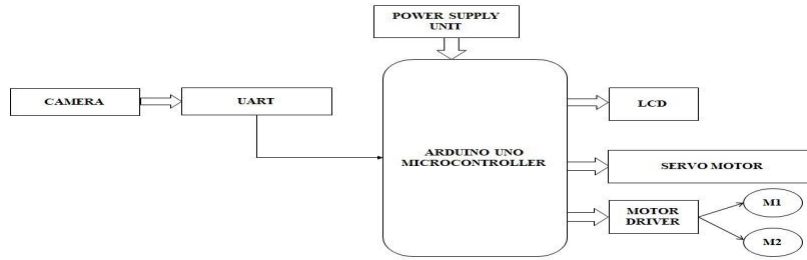 POWER SUPPLY
UNIT
CAMERA
UART
ARDUINO UNO
MICROCONTROLLER
LCD
SERVO MOTOR
MOTOR
DRIVER
M1
M2